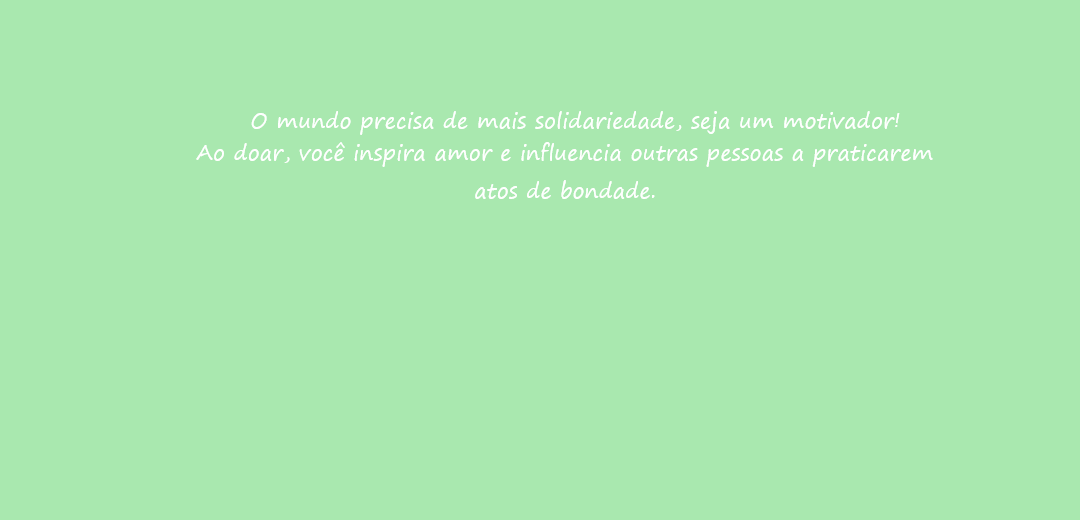 O mundo precisa de mais solidariedade, seja um motivador!
Ao doar, você inspira amor e influencia outras pessoas a praticarem
atos de bondade.